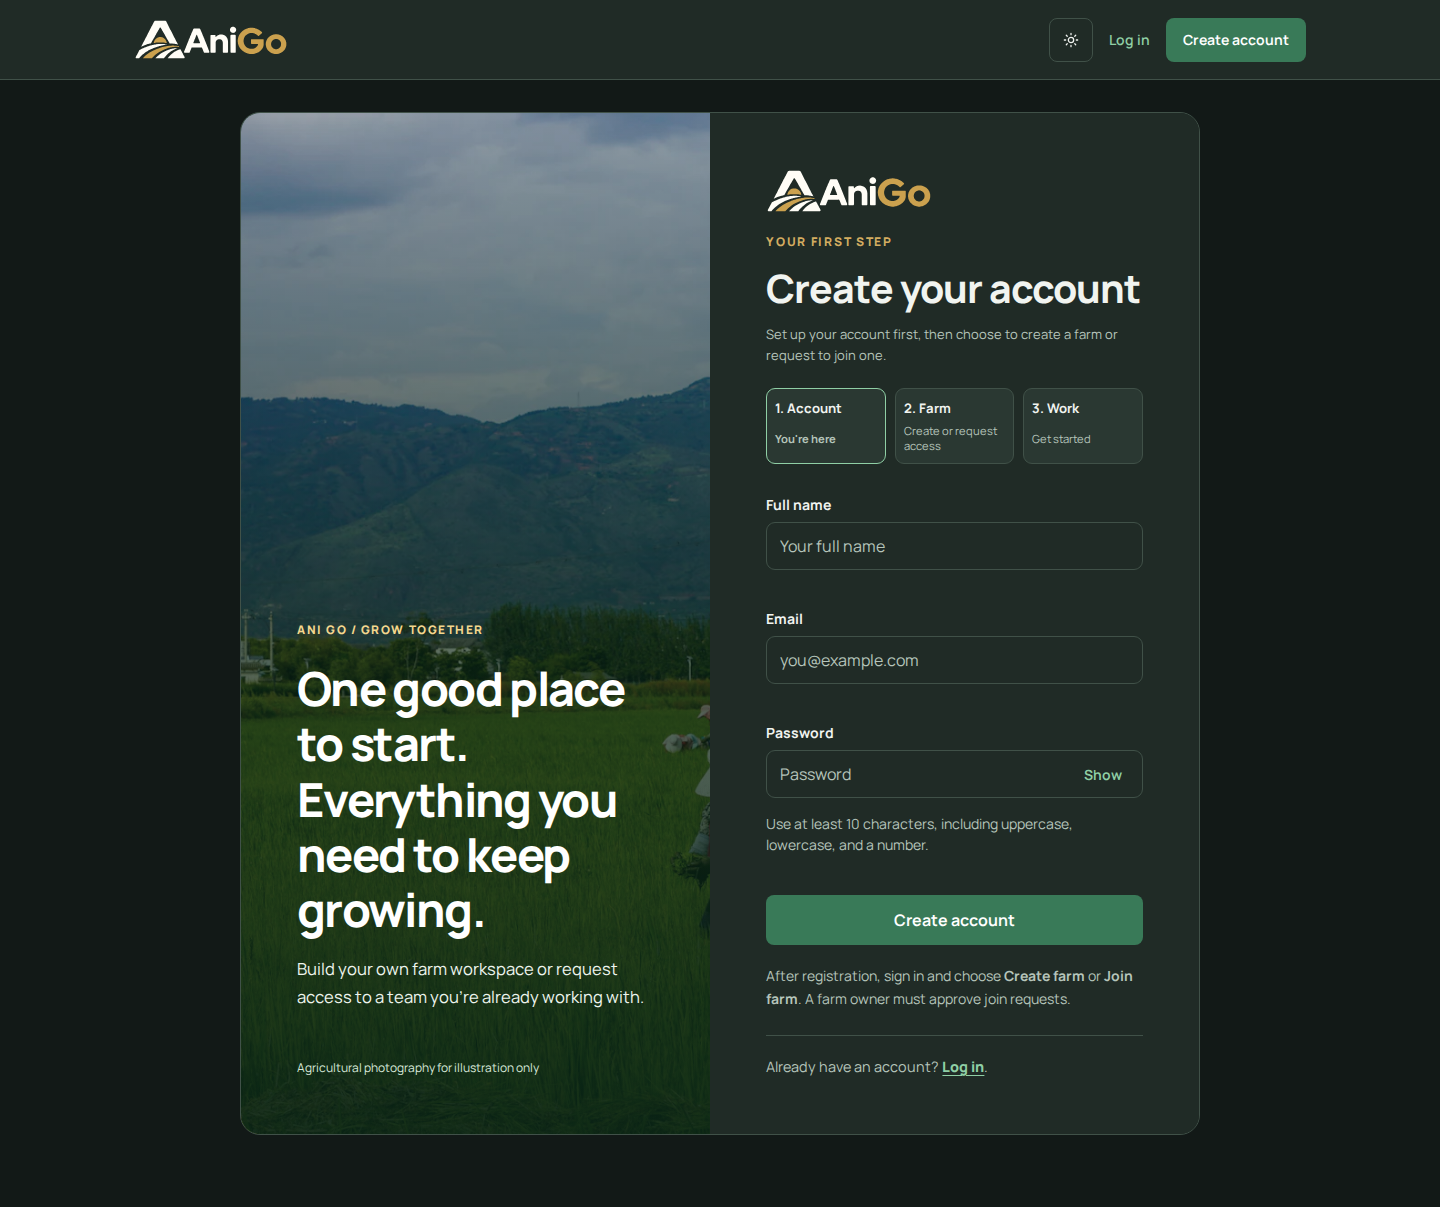 AniGo
Log in
Create account
ANI GO / GROW TOGETHER
One good place
to start.
Everything you
need to keep
growing.
Build your own farm workspace or request
access to a team you're already working with.
Agricultural photography for illustration only
AniGo
YOUR FIRST STEP
Create your account
Set up your account first, then choose to create a farm or
request to join one.
1. Account
You're here
2. Farm
Create or request
access
3. Work
Get started
Full name
Your full name
Email
you@example.com
Password
Password
Show
Use at least 10 characters, including uppercase,
lowercase, and a number.
Create account
After registration, sign in and choose Create farm or Join
farm. A farm owner must approve join requests.
Already have an account? Log in.